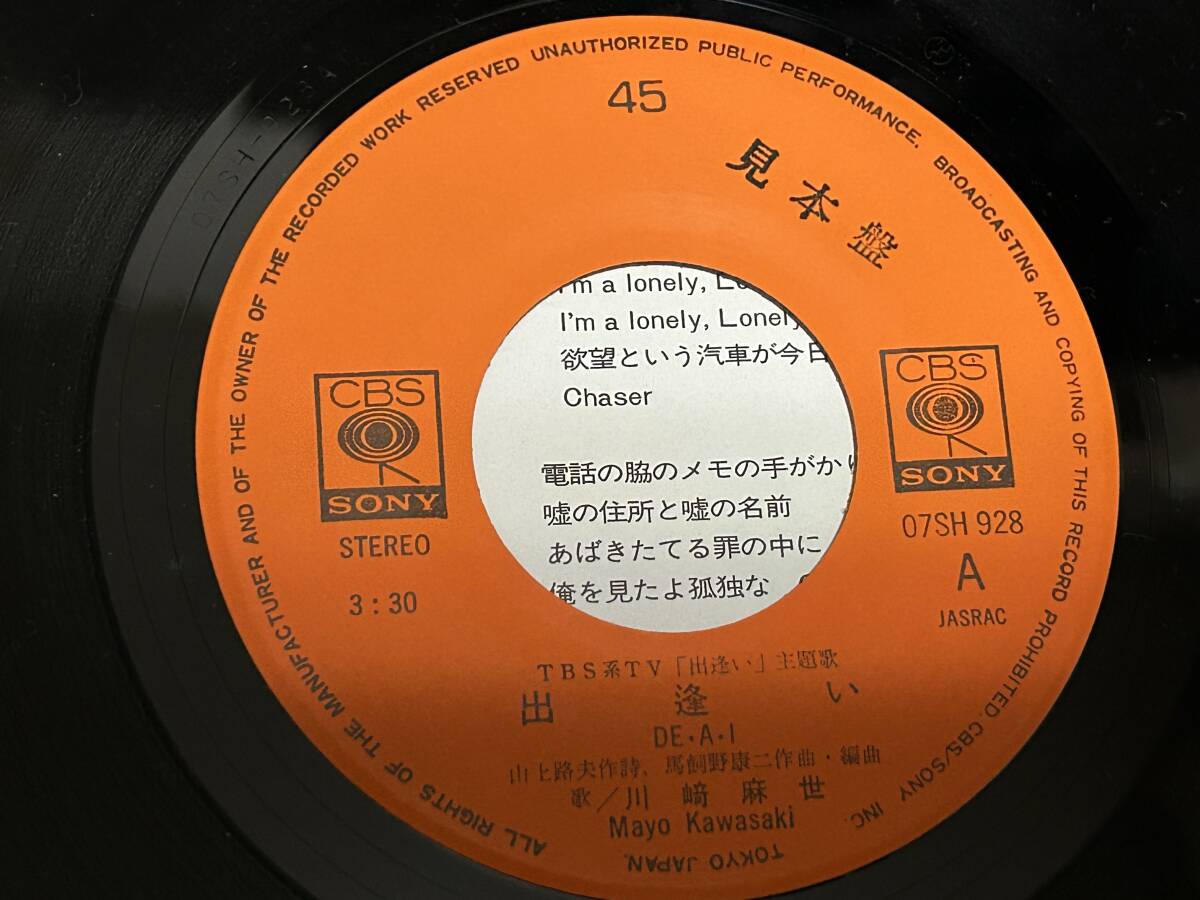 ALL RIGHTS OF THE MANUFACTURER AND OF THE OWNER OF THE RECORDED WORK RESERVED UNAUTHORIZED PUBLIC PERFORMANCE, BROADCASTING AND COPYING OF THIS RECORD PROHIBITED. CBS/SONY INC. TOKYO JAPAN.
45
見本盤
I'm a lonely,
I'm a lonely, Lonely
欲望という汽車が今日
Chaser
電話の脇のメモの手がかり
嘘の住所と嘘の名前
あばきたてる罪の中に
俺を見たよ孤独な
CBS
SONY
STEREO
3:30
CBS
SONY
07SH 928
A
JASRAC
TBS系TV「出逢い」主題歌
出逢い
DE・A・I
山上路夫作詩、馬飼野康二作曲・編曲
歌/川﨑麻世
Mayo Kawasaki